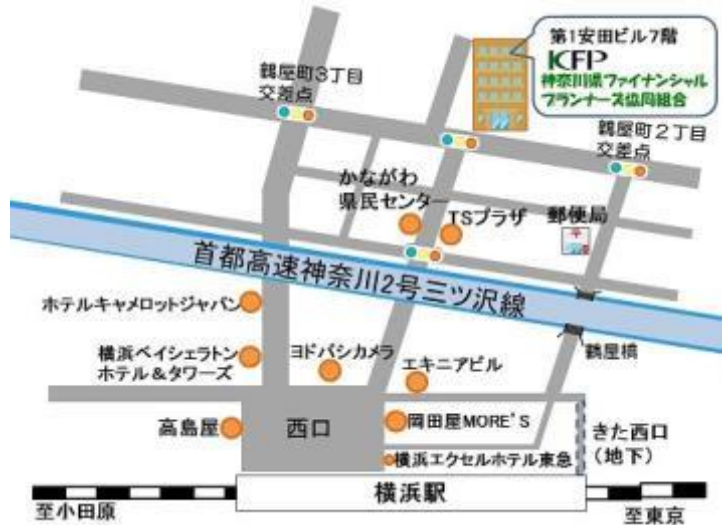 第1安田ビル7階
KFP
神奈川県ファイナンシャル
プランナーズ協同組合
鶴屋町3丁目
交差点
鶴屋町2丁目
交差点
かながわ
県民センター
TSプラザ
郵便局
〒
首都高速神奈川2号三ツ沢線
ホテルキャメロットジャパン
横浜ベイシェラトン
ホテル&タワーズ
ヨドバシカメラ
エキニアビル
鶴屋橋
高島屋
西口
岡田屋MORE'S
きた西口
(地下)
横浜エクセルホテル東急
横浜駅
至小田原
至東京